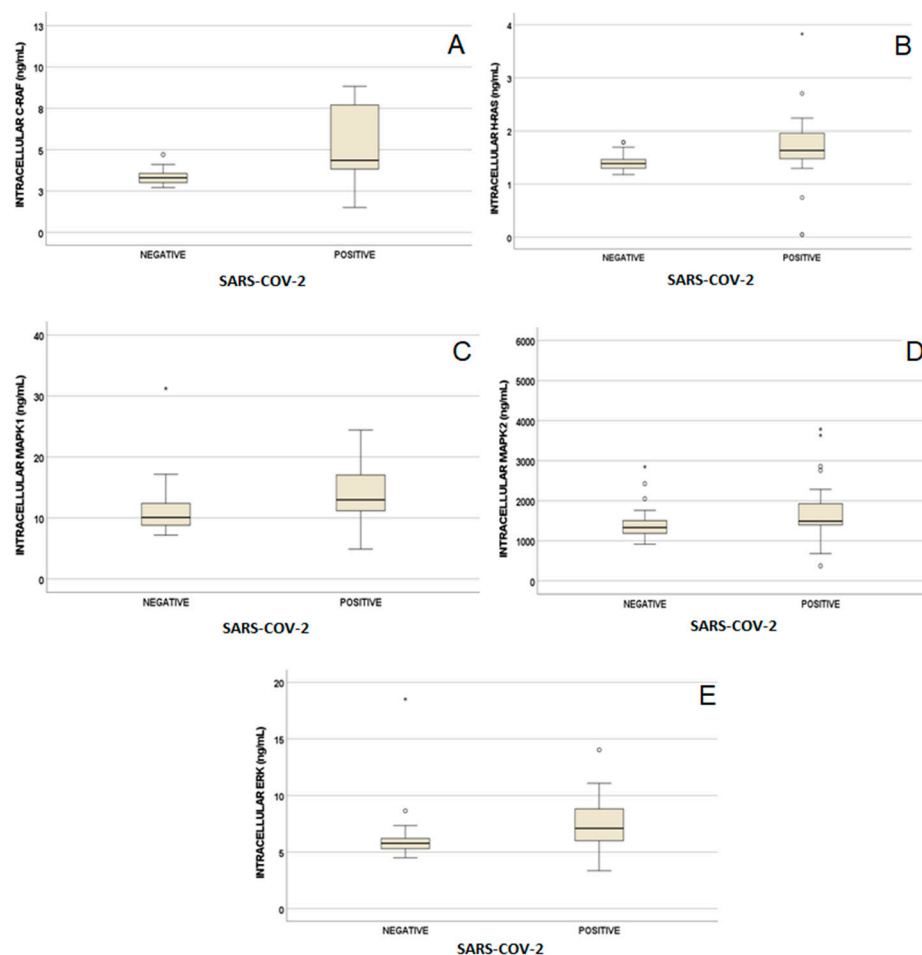 A
INTRACELLULAR C-RAF (ng/mL)
13
10
8
5
3
0
NEGATIVE
POSITIVE
SARS-COV-2
B
INTRACELLULAR H-RAS (ng/mL)
4
3
2
1
0
NEGATIVE
POSITIVE
SARS-COV-2
C
INTRACELLULAR MAPK1 (ng/mL)
40
30
20
10
0
NEGATIVE
POSITIVE
SARS-COV-2
D
INTRACELLULAR MAPK2 (ng/mL)
6000
5000
4000
3000
2000
1000
0
NEGATIVE
POSITIVE
SARS-COV-2
E
INTRACELLULAR ERK (ng/mL)
20
15
10
5
0
NEGATIVE
POSITIVE
SARS-COV-2